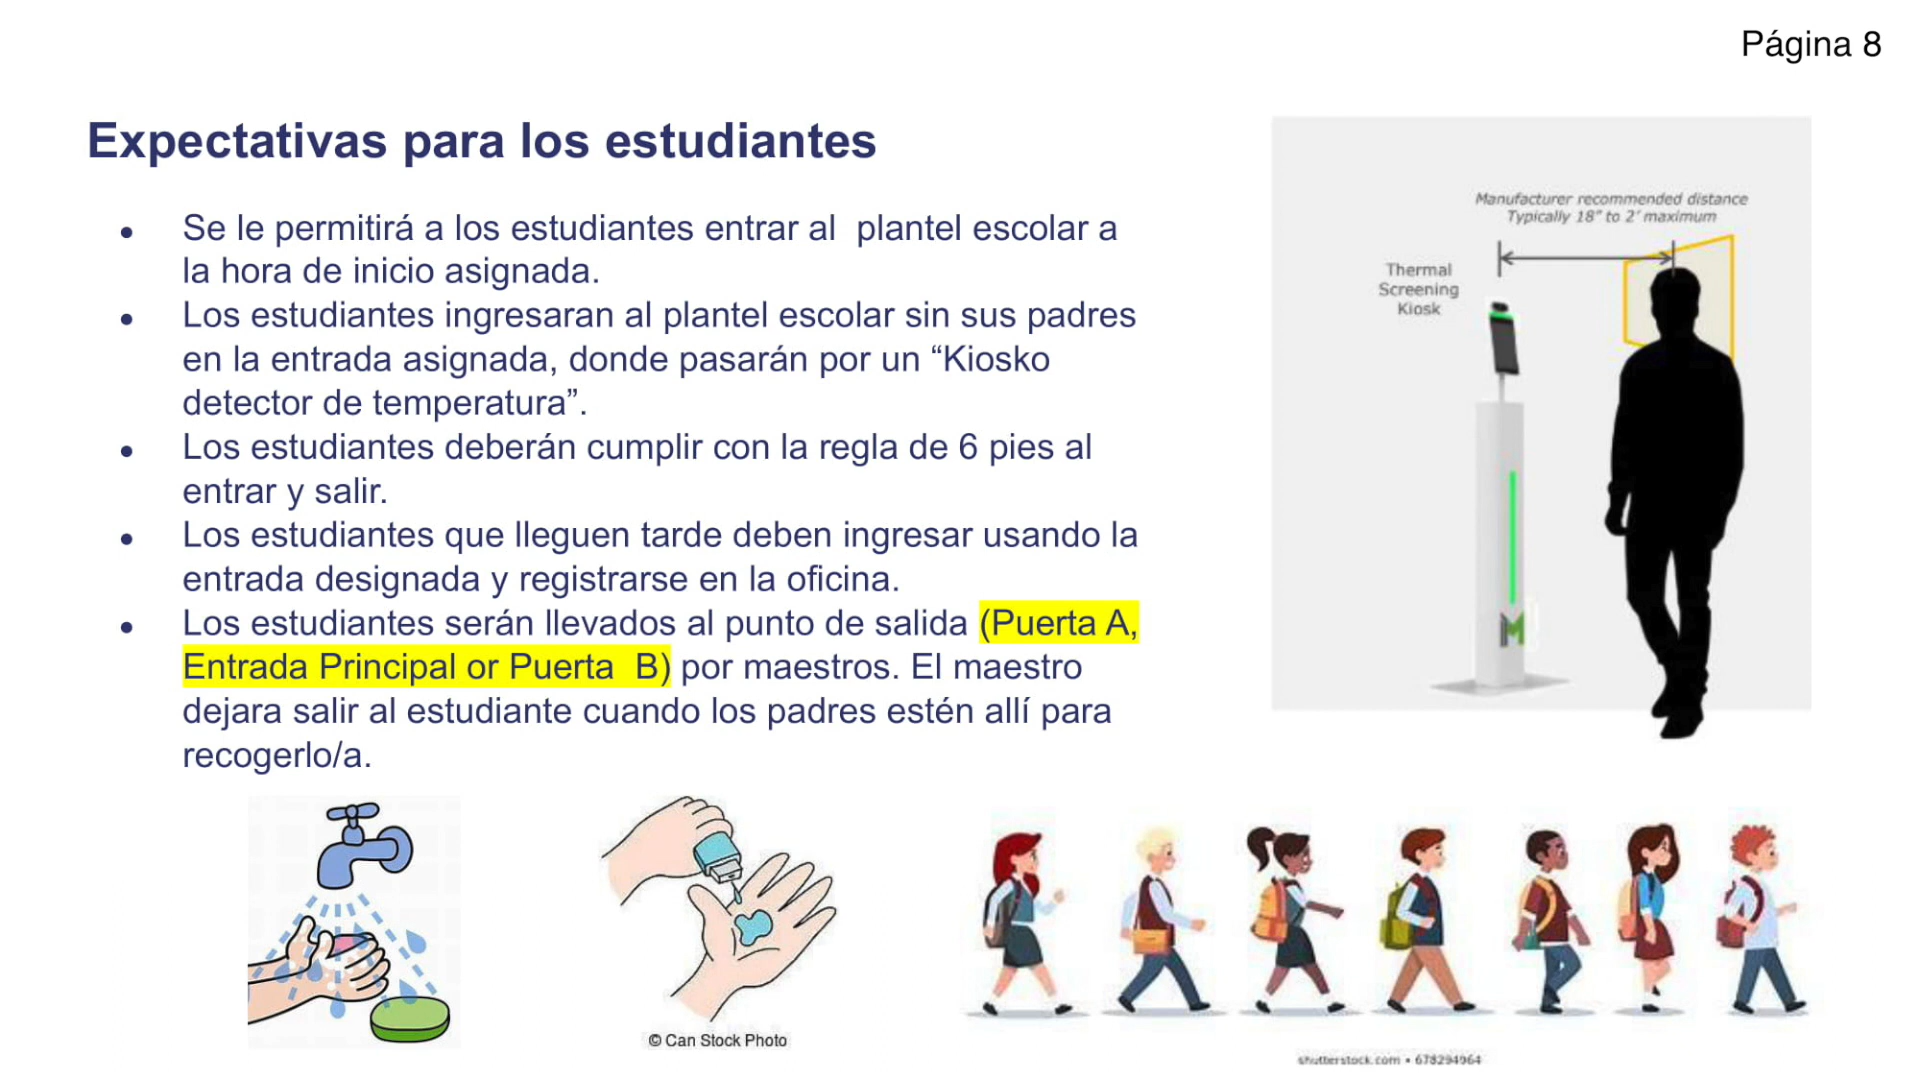 Página 8
Expectativas para los estudiantes
● Se le permitirá a los estudiantes entrar al  plantel escolar a
la hora de inicio asignada.
● Los estudiantes ingresaran al plantel escolar sin sus padres
en la entrada asignada, donde pasarán por un “Kiosko
detector de temperatura”.
● Los estudiantes deberán cumplir con la regla de 6 pies al
entrar y salir.
● Los estudiantes que lleguen tarde deben ingresar usando la
entrada designada y registrarse en la oficina.
● Los estudiantes serán llevados al punto de salida (Puerta A,
Entrada Principal or Puerta  B) por maestros. El maestro
dejara salir al estudiante cuando los padres estén allí para
recogerlo/a.
Manufacturer recommended distance
Typically 18" to 2' maximum
Thermal
Screening
Kiosk
M
© Can Stock Photo
shutterstock.com • 678294964